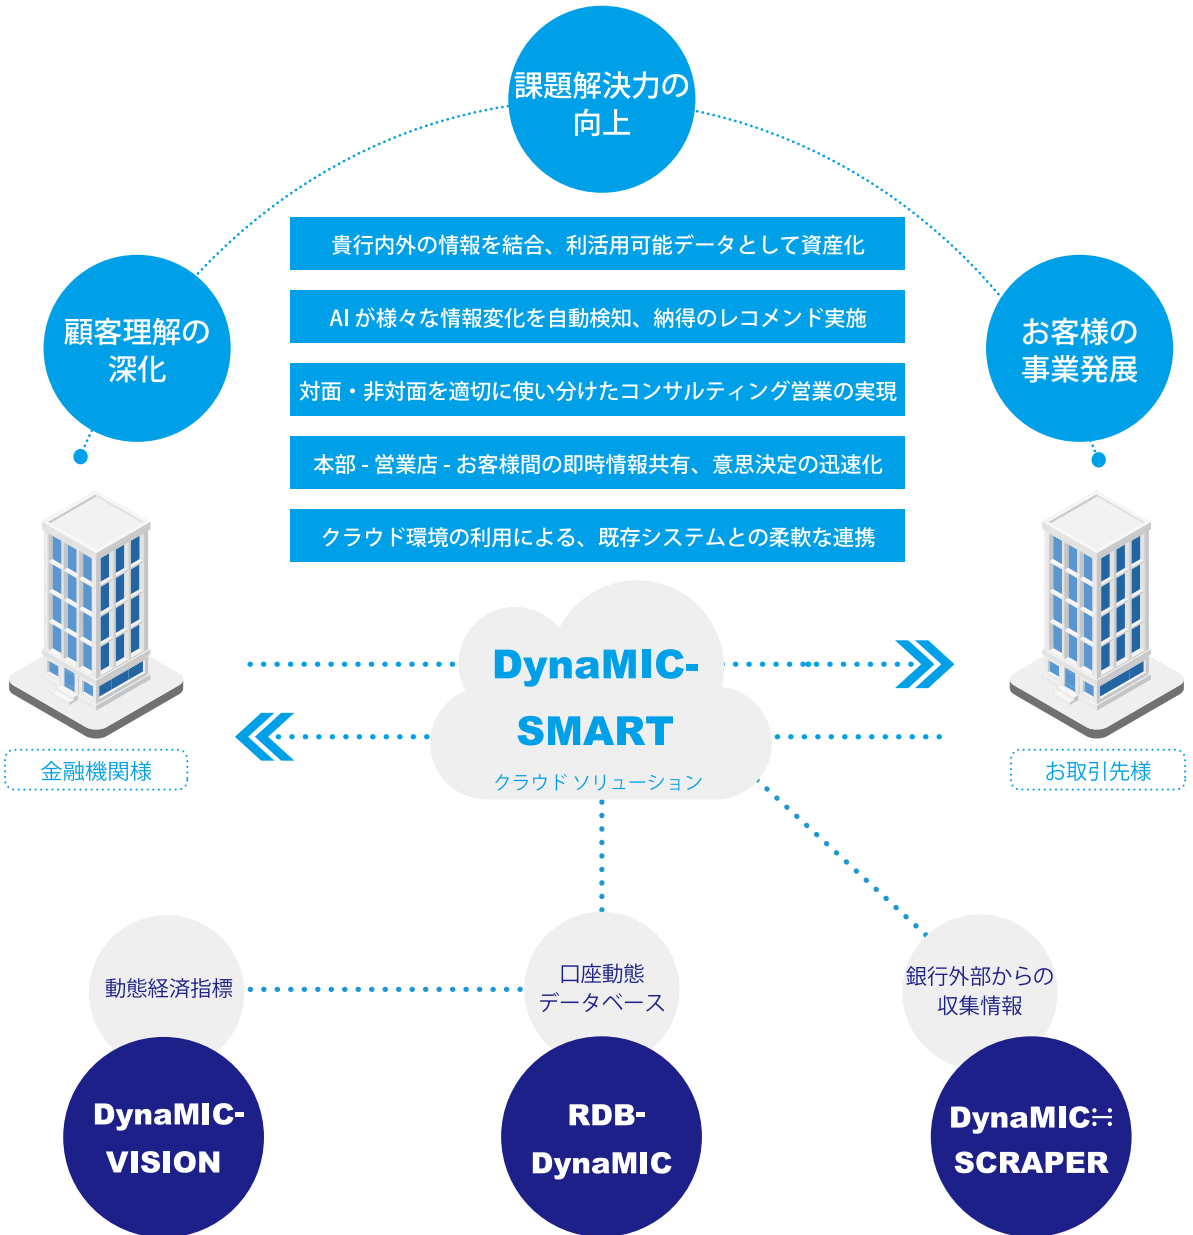 課題解決力の
向上
顧客理解の
深化
お客様の
事業発展
貴行内外の情報を結合、利活用可能データとして資産化
AI が様々な情報変化を自動検知、納得のレコメンド実施
対面・非対面を適切に使い分けたコンサルティング営業の実現
本部 - 営業店 - お客様間の即時情報共有、意思決定の迅速化
クラウド環境の利用による、既存システムとの柔軟な連携
DynaMIC-
SMART
クラウド ソリューション
金融機関様
お取引先様
動態経済指標
口座動態
データベース
銀行外部からの
収集情報
DynaMIC-
VISION
RDB-
DynaMIC
DynaMIC
SCRAPER